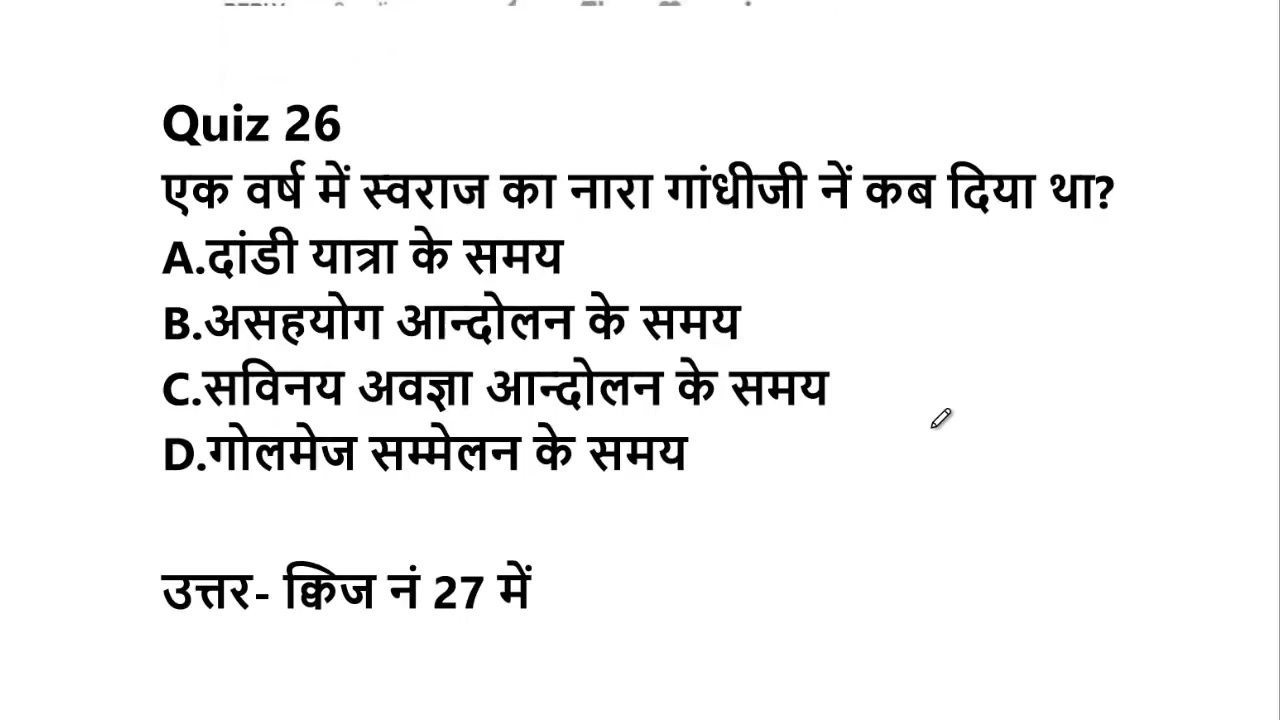 Quiz 26
एक वर्ष में स्वराज का नारा गांधीजी नें कब दिया था?
A.दांडी यात्रा के समय
B.असहयोग आन्दोलन के समय
C.सविनय अवज्ञा आन्दोलन के समय
D.गोलमेज सम्मेलन के समय
उत्तर- क्विज नं 27 में